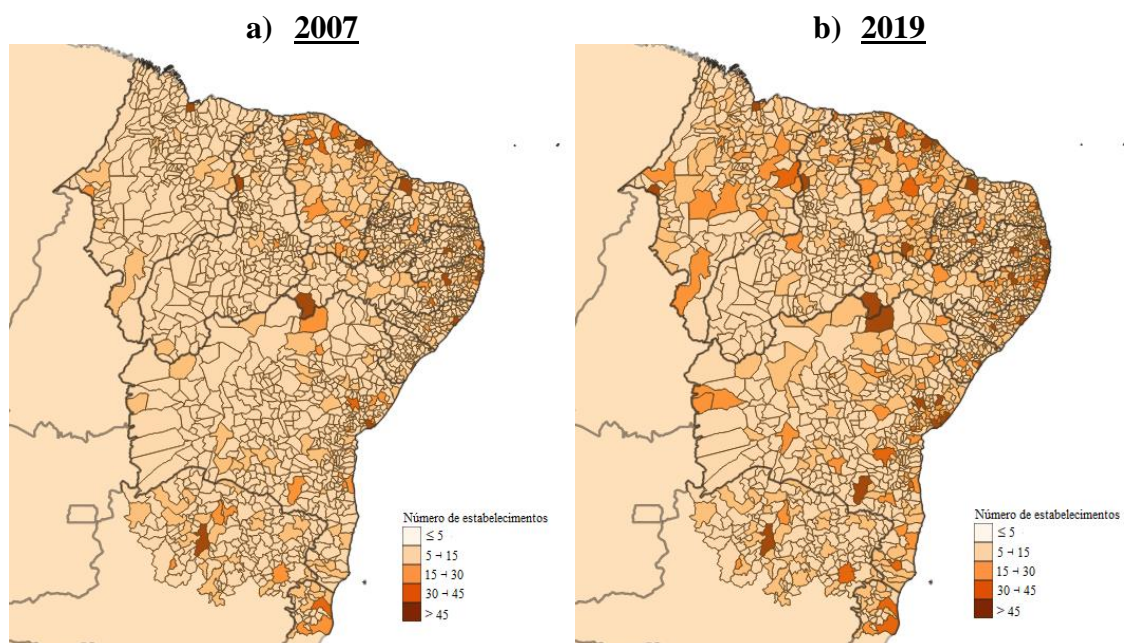 a) 2007
b) 2019
Número de estabelecimentos
≤ 5
5 ⊣ 15
15 ⊣ 30
30 ⊣ 45
> 45
Número de estabelecimentos
≤ 5
5 ⊣ 15
15 ⊣ 30
30 ⊣ 45
> 45